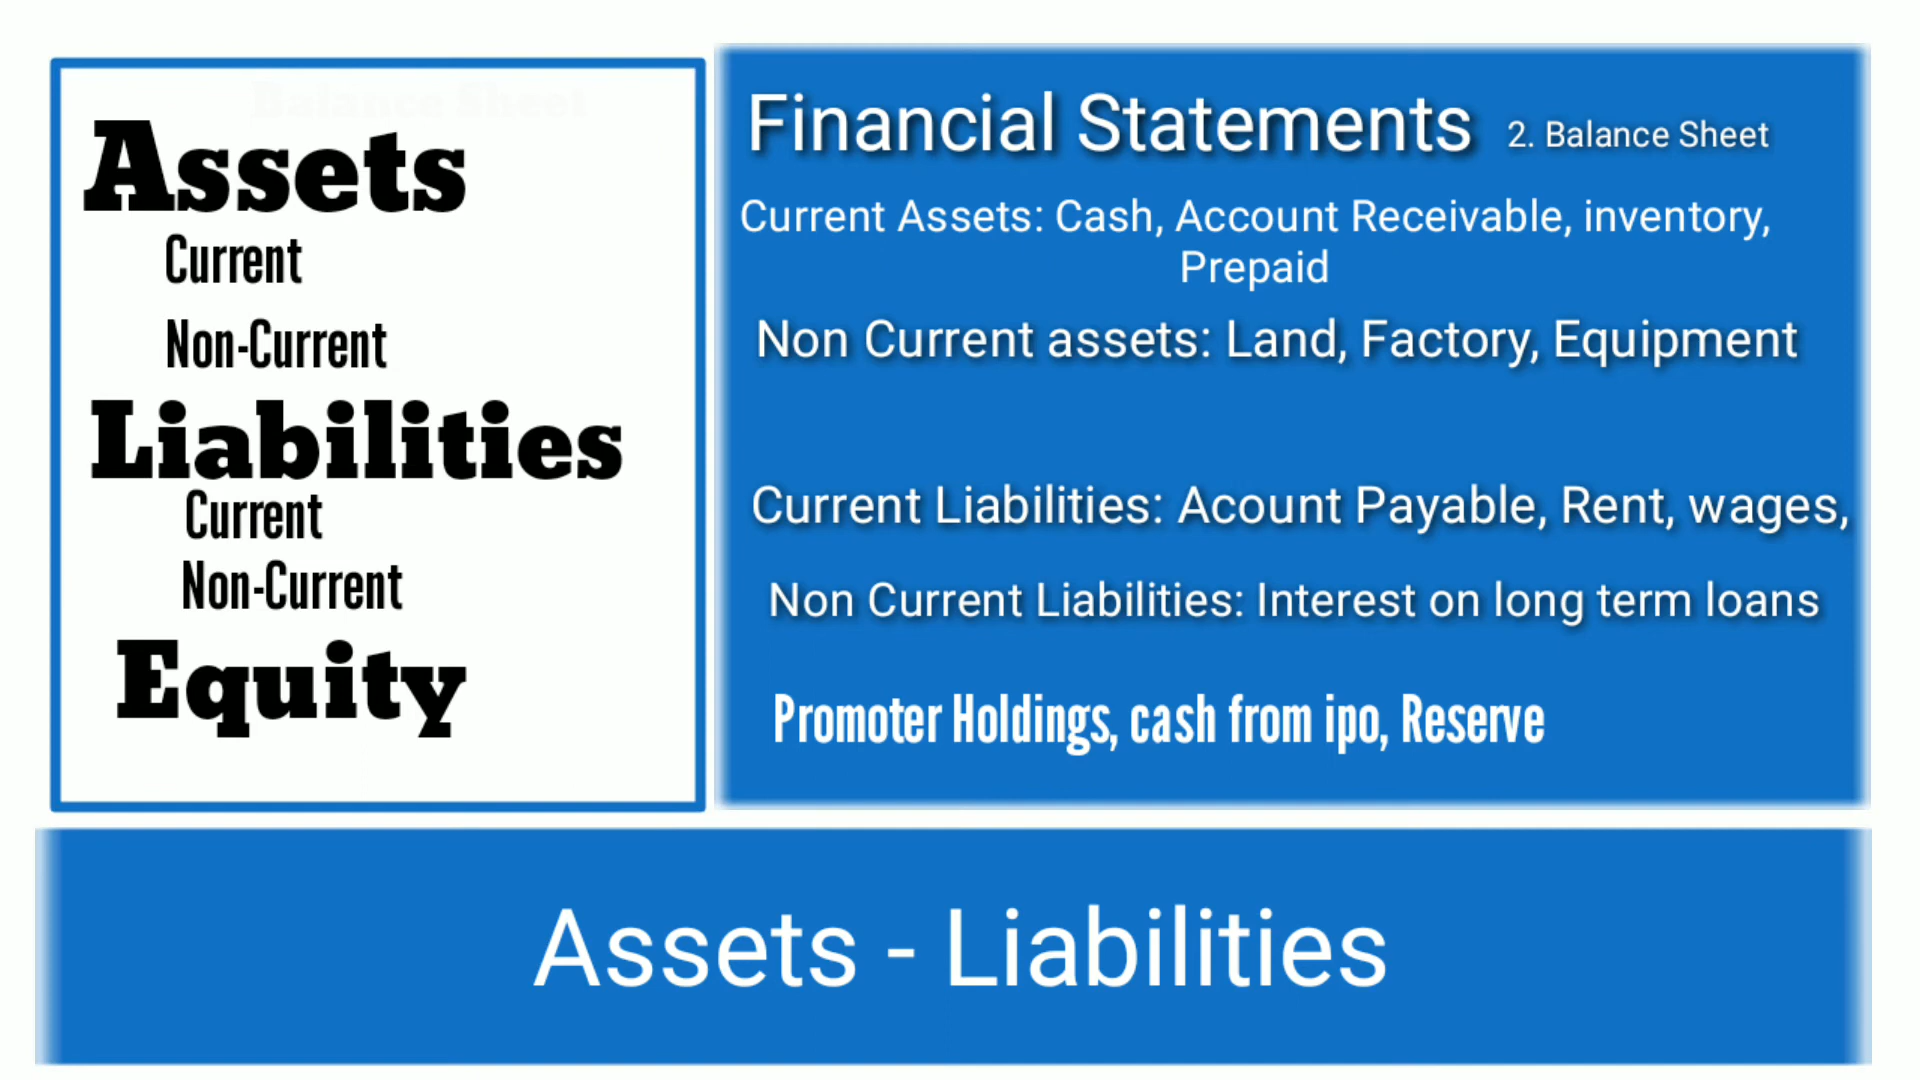 Balance Sheet
Assets
Current
Non-Current
Liabilities
Current
Non-Current
Equity
Financial Statements 2. Balance Sheet
Current Assets: Cash, Account Receivable, inventory,
Prepaid
Non Current assets: Land, Factory, Equipment
Current Liabilities: Acount Payable, Rent, wages,
Non Current Liabilities: Interest on long term loans
Promoter Holdings, cash from ipo, Reserve
Assets - Liabilities